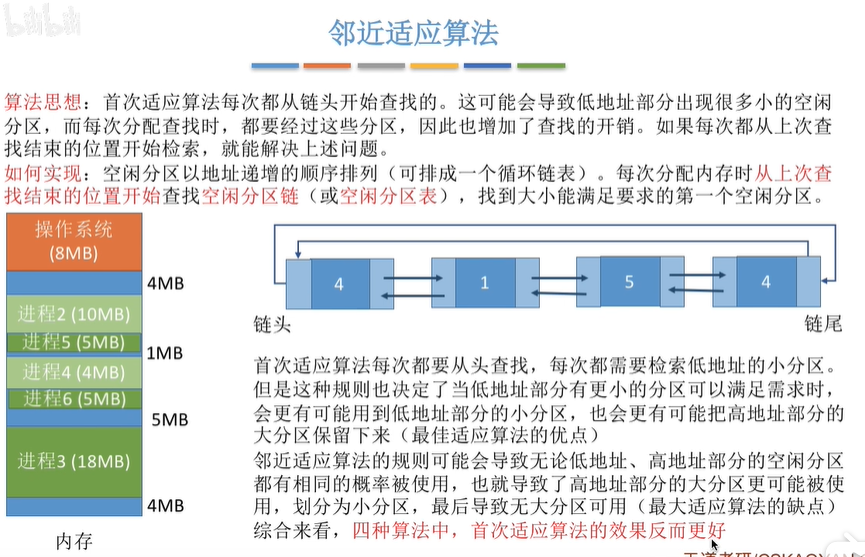 bilibili
邻近适应算法
算法思想：首次适应算法每次都从链头开始查找的。这可能会导致低地址部分出现很多小的空闲
分区，而每次分配查找时，都要经过这些分区，因此也增加了查找的开销。如果每次都从上次查
找结束的位置开始检索，就能解决上述问题。
如何实现：空闲分区以地址递增的顺序排列（可排成一个循环链表）。每次分配内存时从上次查
找结束的位置开始查找空闲分区链（或空闲分区表），找到大小能满足要求的第一个空闲分区。
操作系统
(8MB)
4MB
进程2 (10MB)
进程5 (5MB)
1MB
进程4 (4MB)
进程6 (5MB)
5MB
进程3 (18MB)
4MB
内存
4
1
5
4
链头
链尾
首次适应算法每次都要从头查找，每次都需要检索低地址的小分区。
但是这种规则也决定了当低地址部分有更小的分区可以满足需求时，
会更有可能用到低地址部分的小分区，也会更有可能把高地址部分的
大分区保留下来（最佳适应算法的优点）
邻近适应算法的规则可能会导致无论低地址、高地址部分的空闲分区
都有相同的概率被使用，也就导致了高地址部分的大分区更可能被使
用，划分为小分区，最后导致无大分区可用（最大适应算法的缺点）
综合来看，四种算法中，首次适应算法的效果反而更好